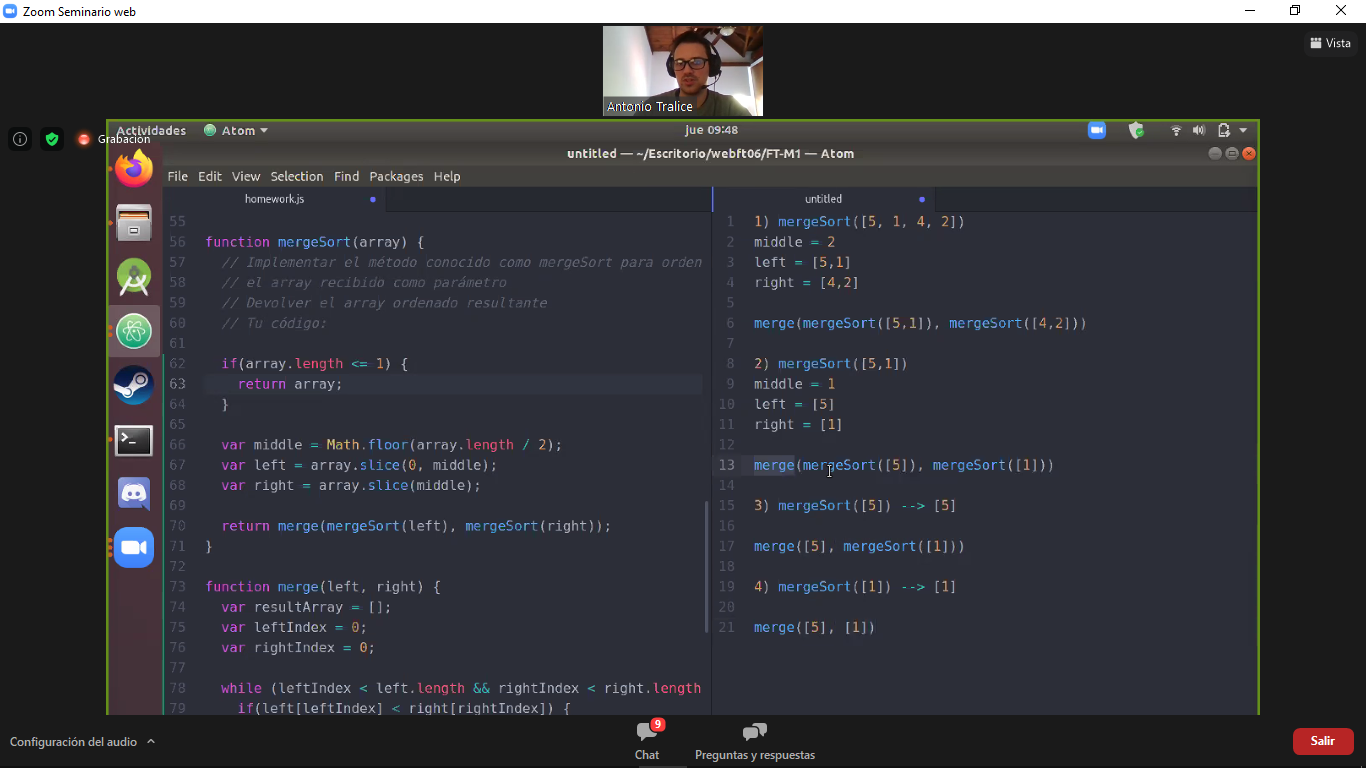 Zoom Seminario web
Vista
Antonio Tralice
Grabación
Actividades
Atom
jue 09:48
untitled — ~/Escritorio/webft06/FT-M1 — Atom
File Edit View Selection Find Packages Help
homework.js
55
56 function mergeSort(array) {
57 // Implementar el método conocido como mergeSort para orden
58 // el array recibido como parámetro
59 // Devolver el array ordenado resultante
60 // Tu código:
61
62 if(array.length <= 1) {
63 return array;
64 }
65
66 var middle = Math.floor(array.length / 2);
67 var left = array.slice(0, middle);
68 var right = array.slice(middle);
69
70 return merge(mergeSort(left), mergeSort(right));
71 }
72
73 function merge(left, right) {
74 var resultArray = [];
75 var leftIndex = 0;
76 var rightIndex = 0;
77
78 while (leftIndex < left.length && rightIndex < right.length
79 if(left[leftIndex] < right[rightIndex]) {
untitled
1 1) mergeSort([5, 1, 4, 2])
2 middle = 2
3 left = [5,1]
4 right = [4,2]
5
6 merge(mergeSort([5,1]), mergeSort([4,2]))
7
8 2) mergeSort([5,1])
9 middle = 1
10 left = [5]
11 right = [1]
12
13 merge(mergeSort([5]), mergeSort([1]))
14
15 3) mergeSort([5]) --> [5]
16
17 merge([5], mergeSort([1]))
18
19 4) mergeSort([1]) --> [1]
20
21 merge([5], [1])
Configuración del audio
9
Chat
Preguntas y respuestas
Salir